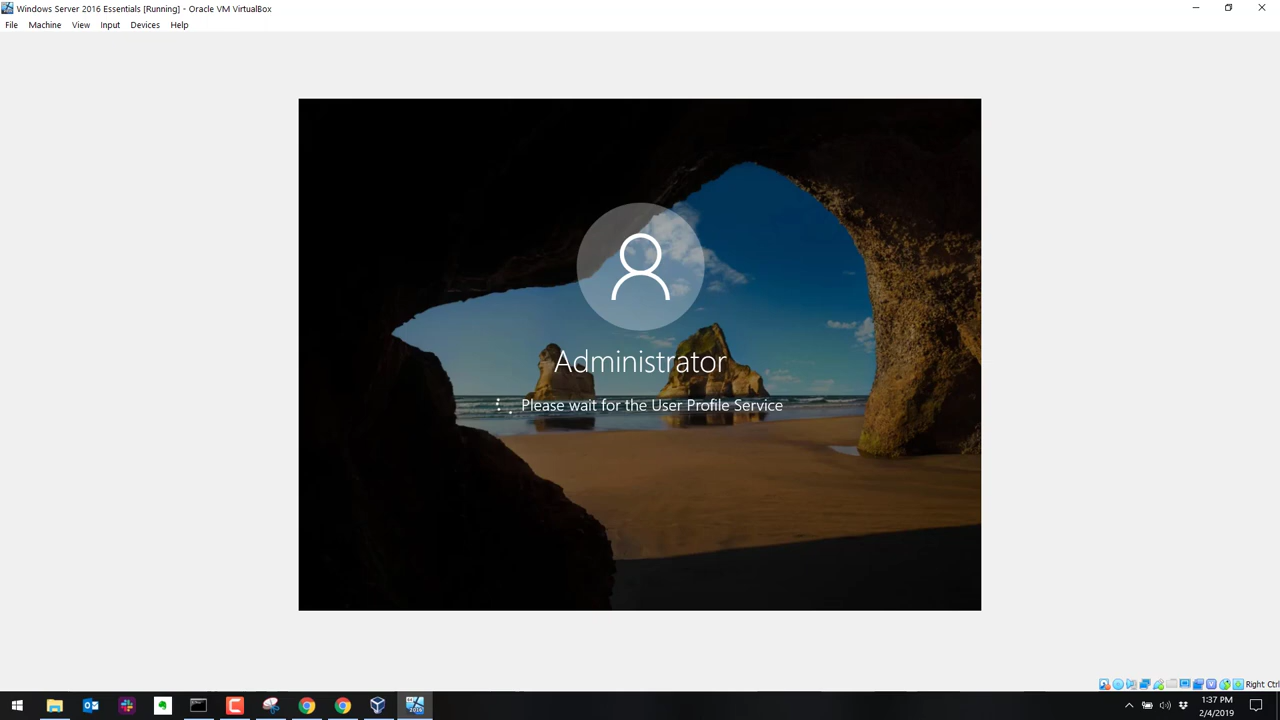 Windows Server 2016 Essentials [Running] - Oracle VM VirtualBox
File Machine View Input Devices Help
Administrator
Please wait for the User Profile Service
Right Ctrl
1:37 PM
2/4/2019